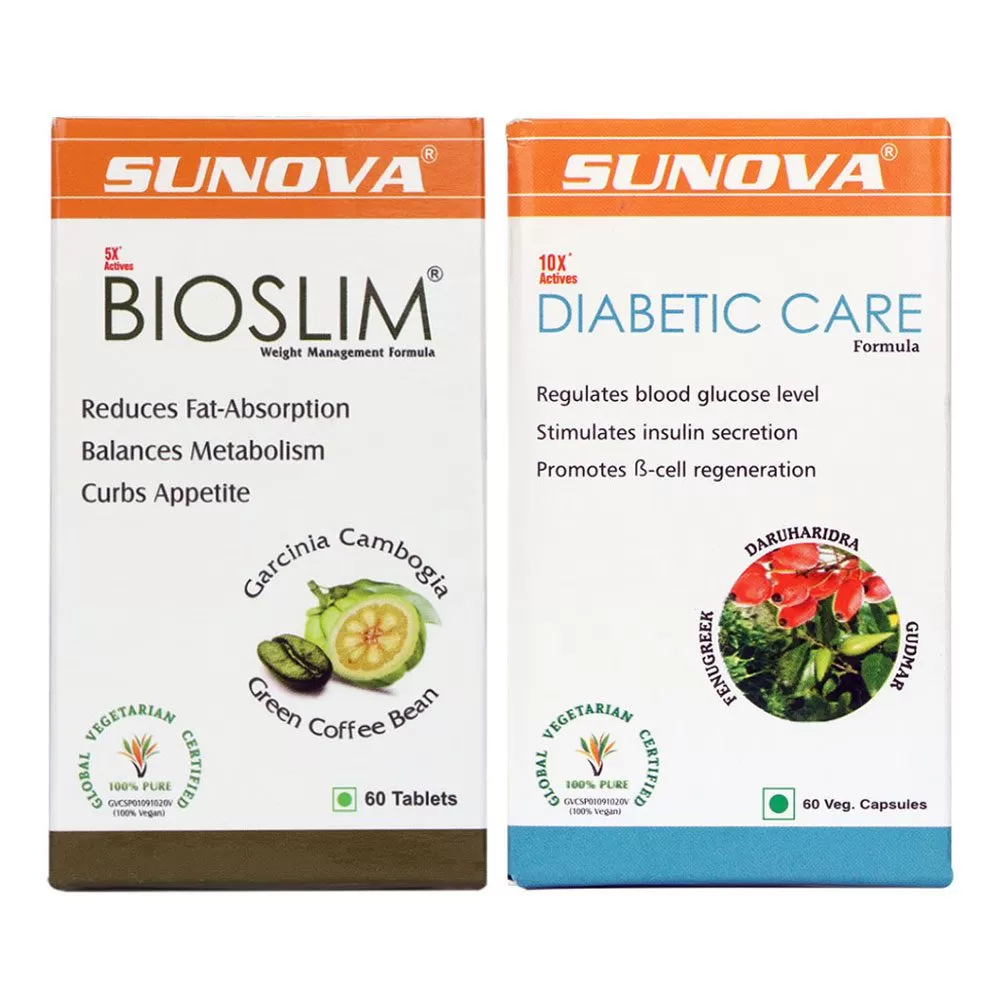 SUNOVA®
5X*
Actives
BIOSLIM®
Weight Management Formula
Reduces Fat-Absorption
Balances Metabolism
Curbs Appetite
Garcinia Cambogia
Green Coffee Bean
GLOBAL VEGETARIAN CERTIFIED
100% PURE
GVCSP01091020V
(100% Vegan)
60 Tablets
SUNOVA®
10X*
Actives
DIABETIC CARE
Formula
Regulates blood glucose level
Stimulates insulin secretion
Promotes ß-cell regeneration
DARUHARIDRA
FENUGREEK
GUDMAR
GLOBAL VEGETARIAN CERTIFIED
100% PURE
GVCSP01091020V
(100% Vegan)
60 Veg. Capsules